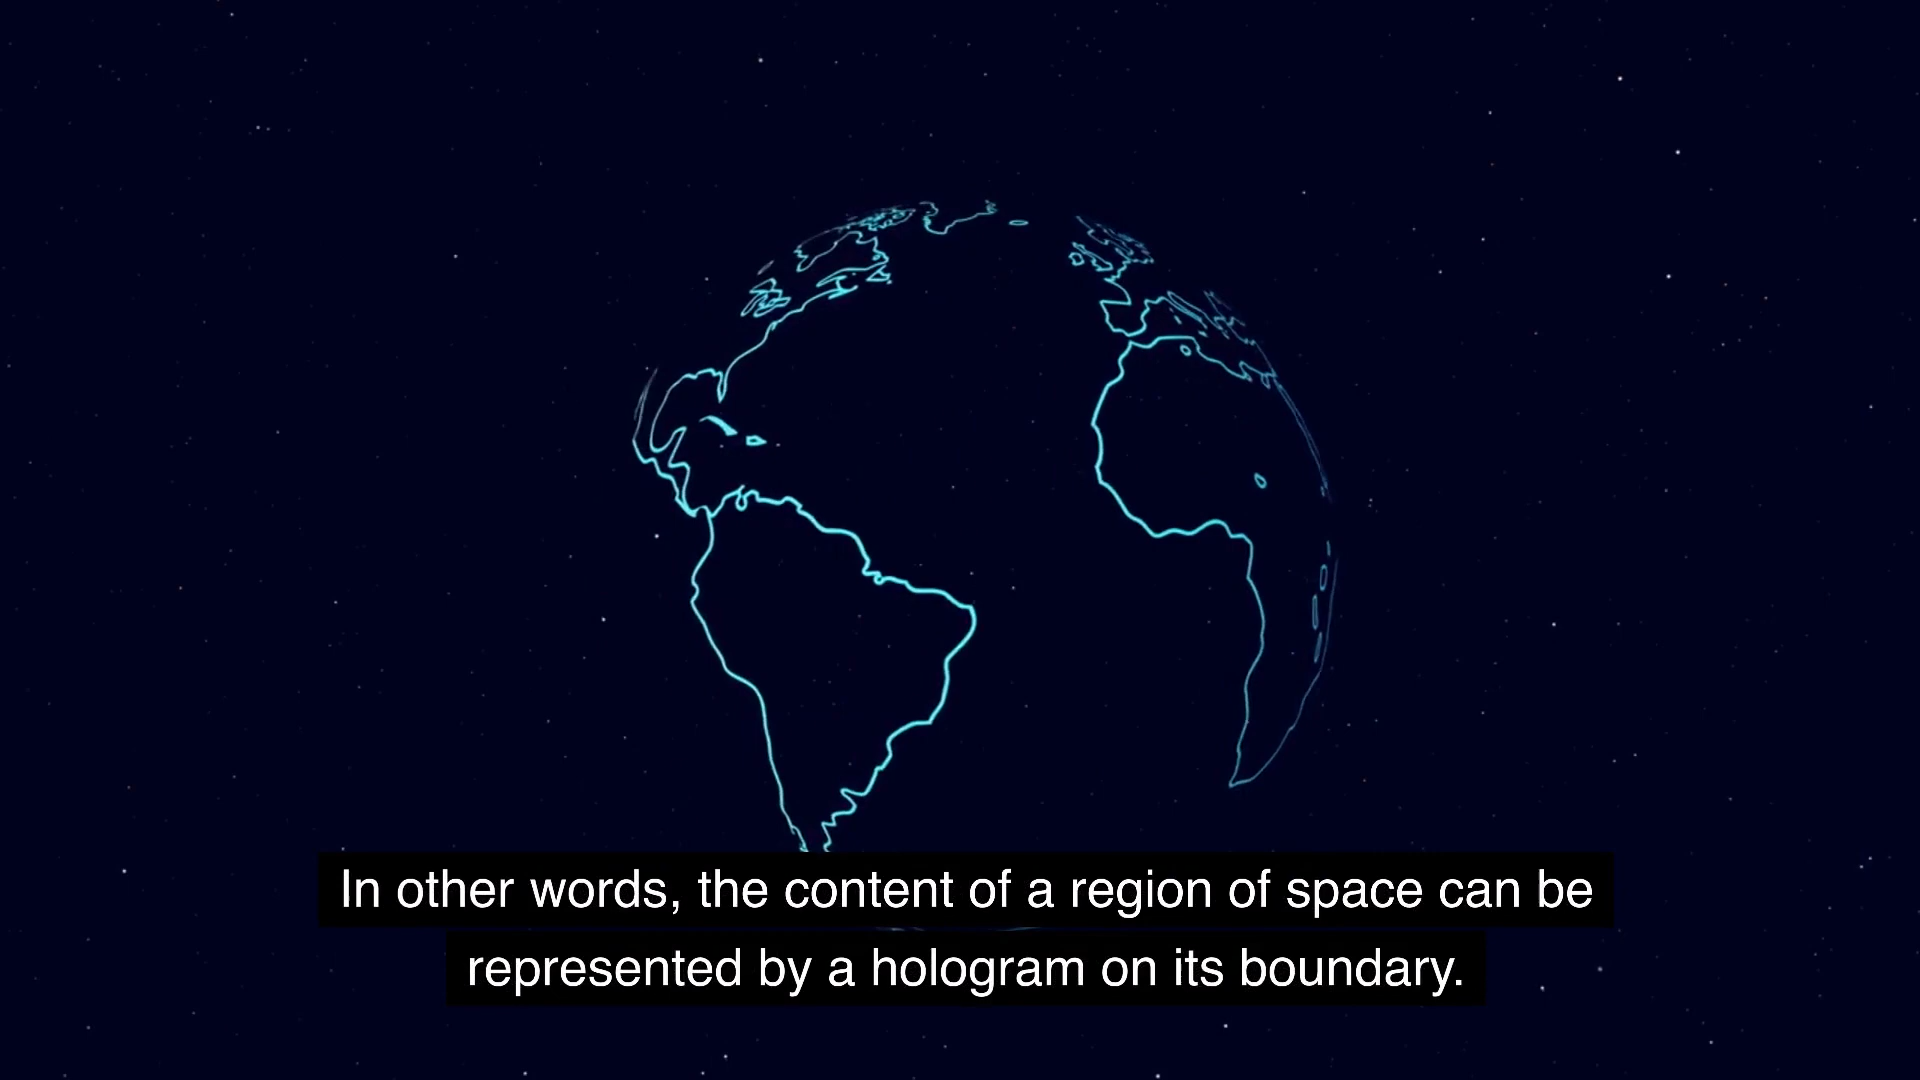 In other words, the content of a region of space can be
represented by a hologram on its boundary.